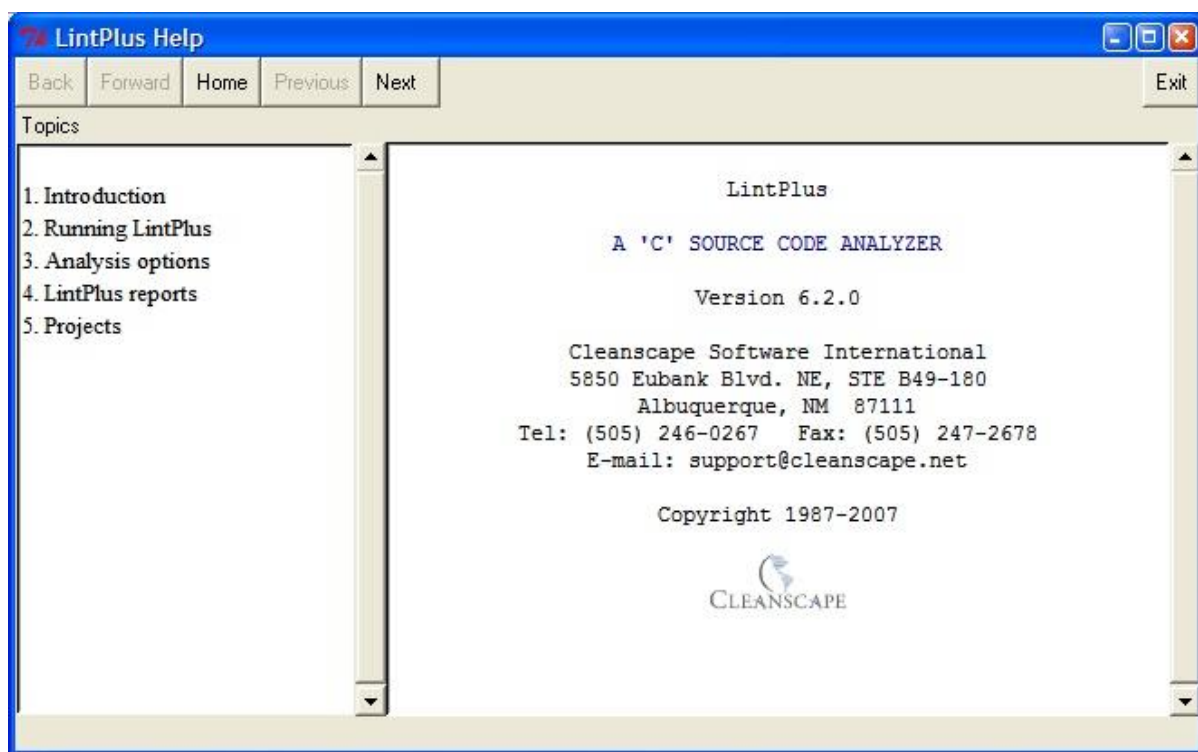 LintPlus Help
Back Forward Home Previous Next Exit
Topics
1. Introduction
2. Running LintPlus
3. Analysis options
4. LintPlus reports
5. Projects
LintPlus
A 'C' SOURCE CODE ANALYZER
Version 6.2.0
Cleanscape Software International
5850 Eubank Blvd. NE, STE B49-180
Albuquerque, NM 87111
Tel: (505) 246-0267 Fax: (505) 247-2678
E-mail: support@cleanscape.net
Copyright 1987-2007
CLEANSCAPE